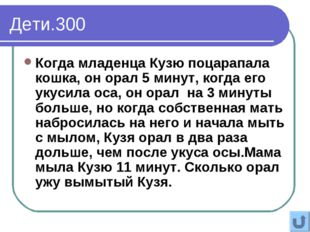 Дети.300
Когда младенца Кузю поцарапала
кошка, он орал 5 минут, когда его
укусила оса, он орал на 3 минуты
больше, но когда собственная мать
набросилась на него и начала мыть
с мылом, Кузя орал в два раза
дольше, чем после укуса осы.Мама
мыла Кузю 11 минут. Сколько орал
ужу вымытый Кузя.